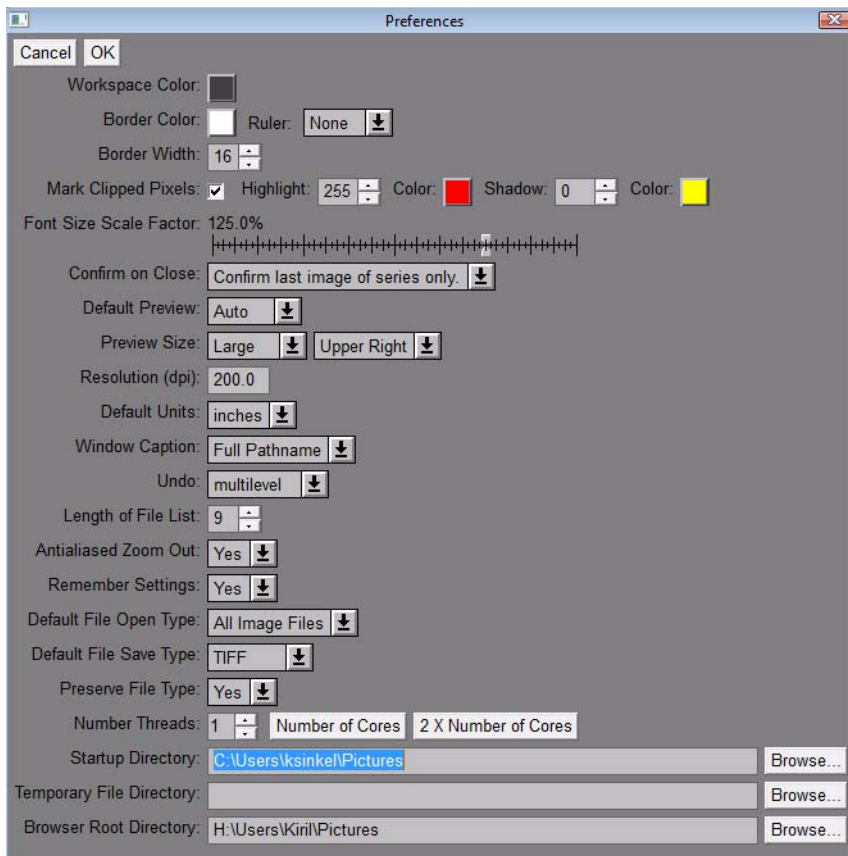 Preferences
Cancel OK
Workspace Color:
Border Color: Ruler: None
Border Width: 16
Mark Clipped Pixels: Highlight: 255 Color: Shadow: 0 Color:
Font Size Scale Factor: 125.0%
Confirm on Close: Confirm last image of series only.
Default Preview: Auto
Preview Size: Large Upper Right
Resolution (dpi): 200.0
Default Units: inches
Window Caption: Full Pathname
Undo: multilevel
Length of File List: 9
Antialiased Zoom Out: Yes
Remember Settings: Yes
Default File Open Type: All Image Files
Default File Save Type: TIFF
Preserve File Type: Yes
Number Threads: 1 Number of Cores 2 X Number of Cores
Startup Directory: C:\Users\ksinkel\Pictures Browse...
Temporary File Directory: Browse...
Browser Root Directory: H:\Users\Kiril\Pictures Browse...